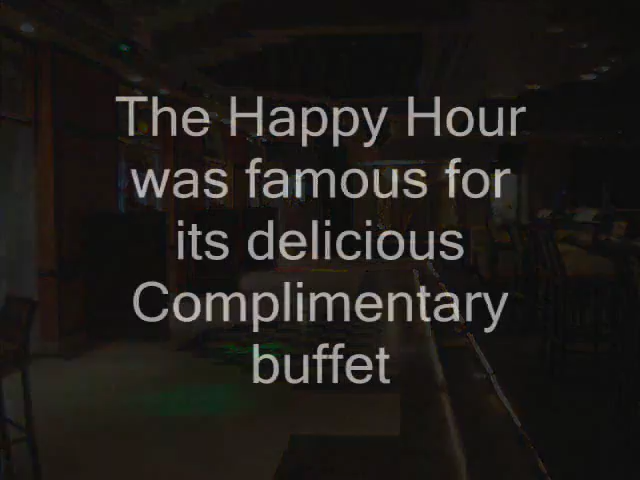 The Happy Hour
was famous for
its delicious
Complimentary
buffet